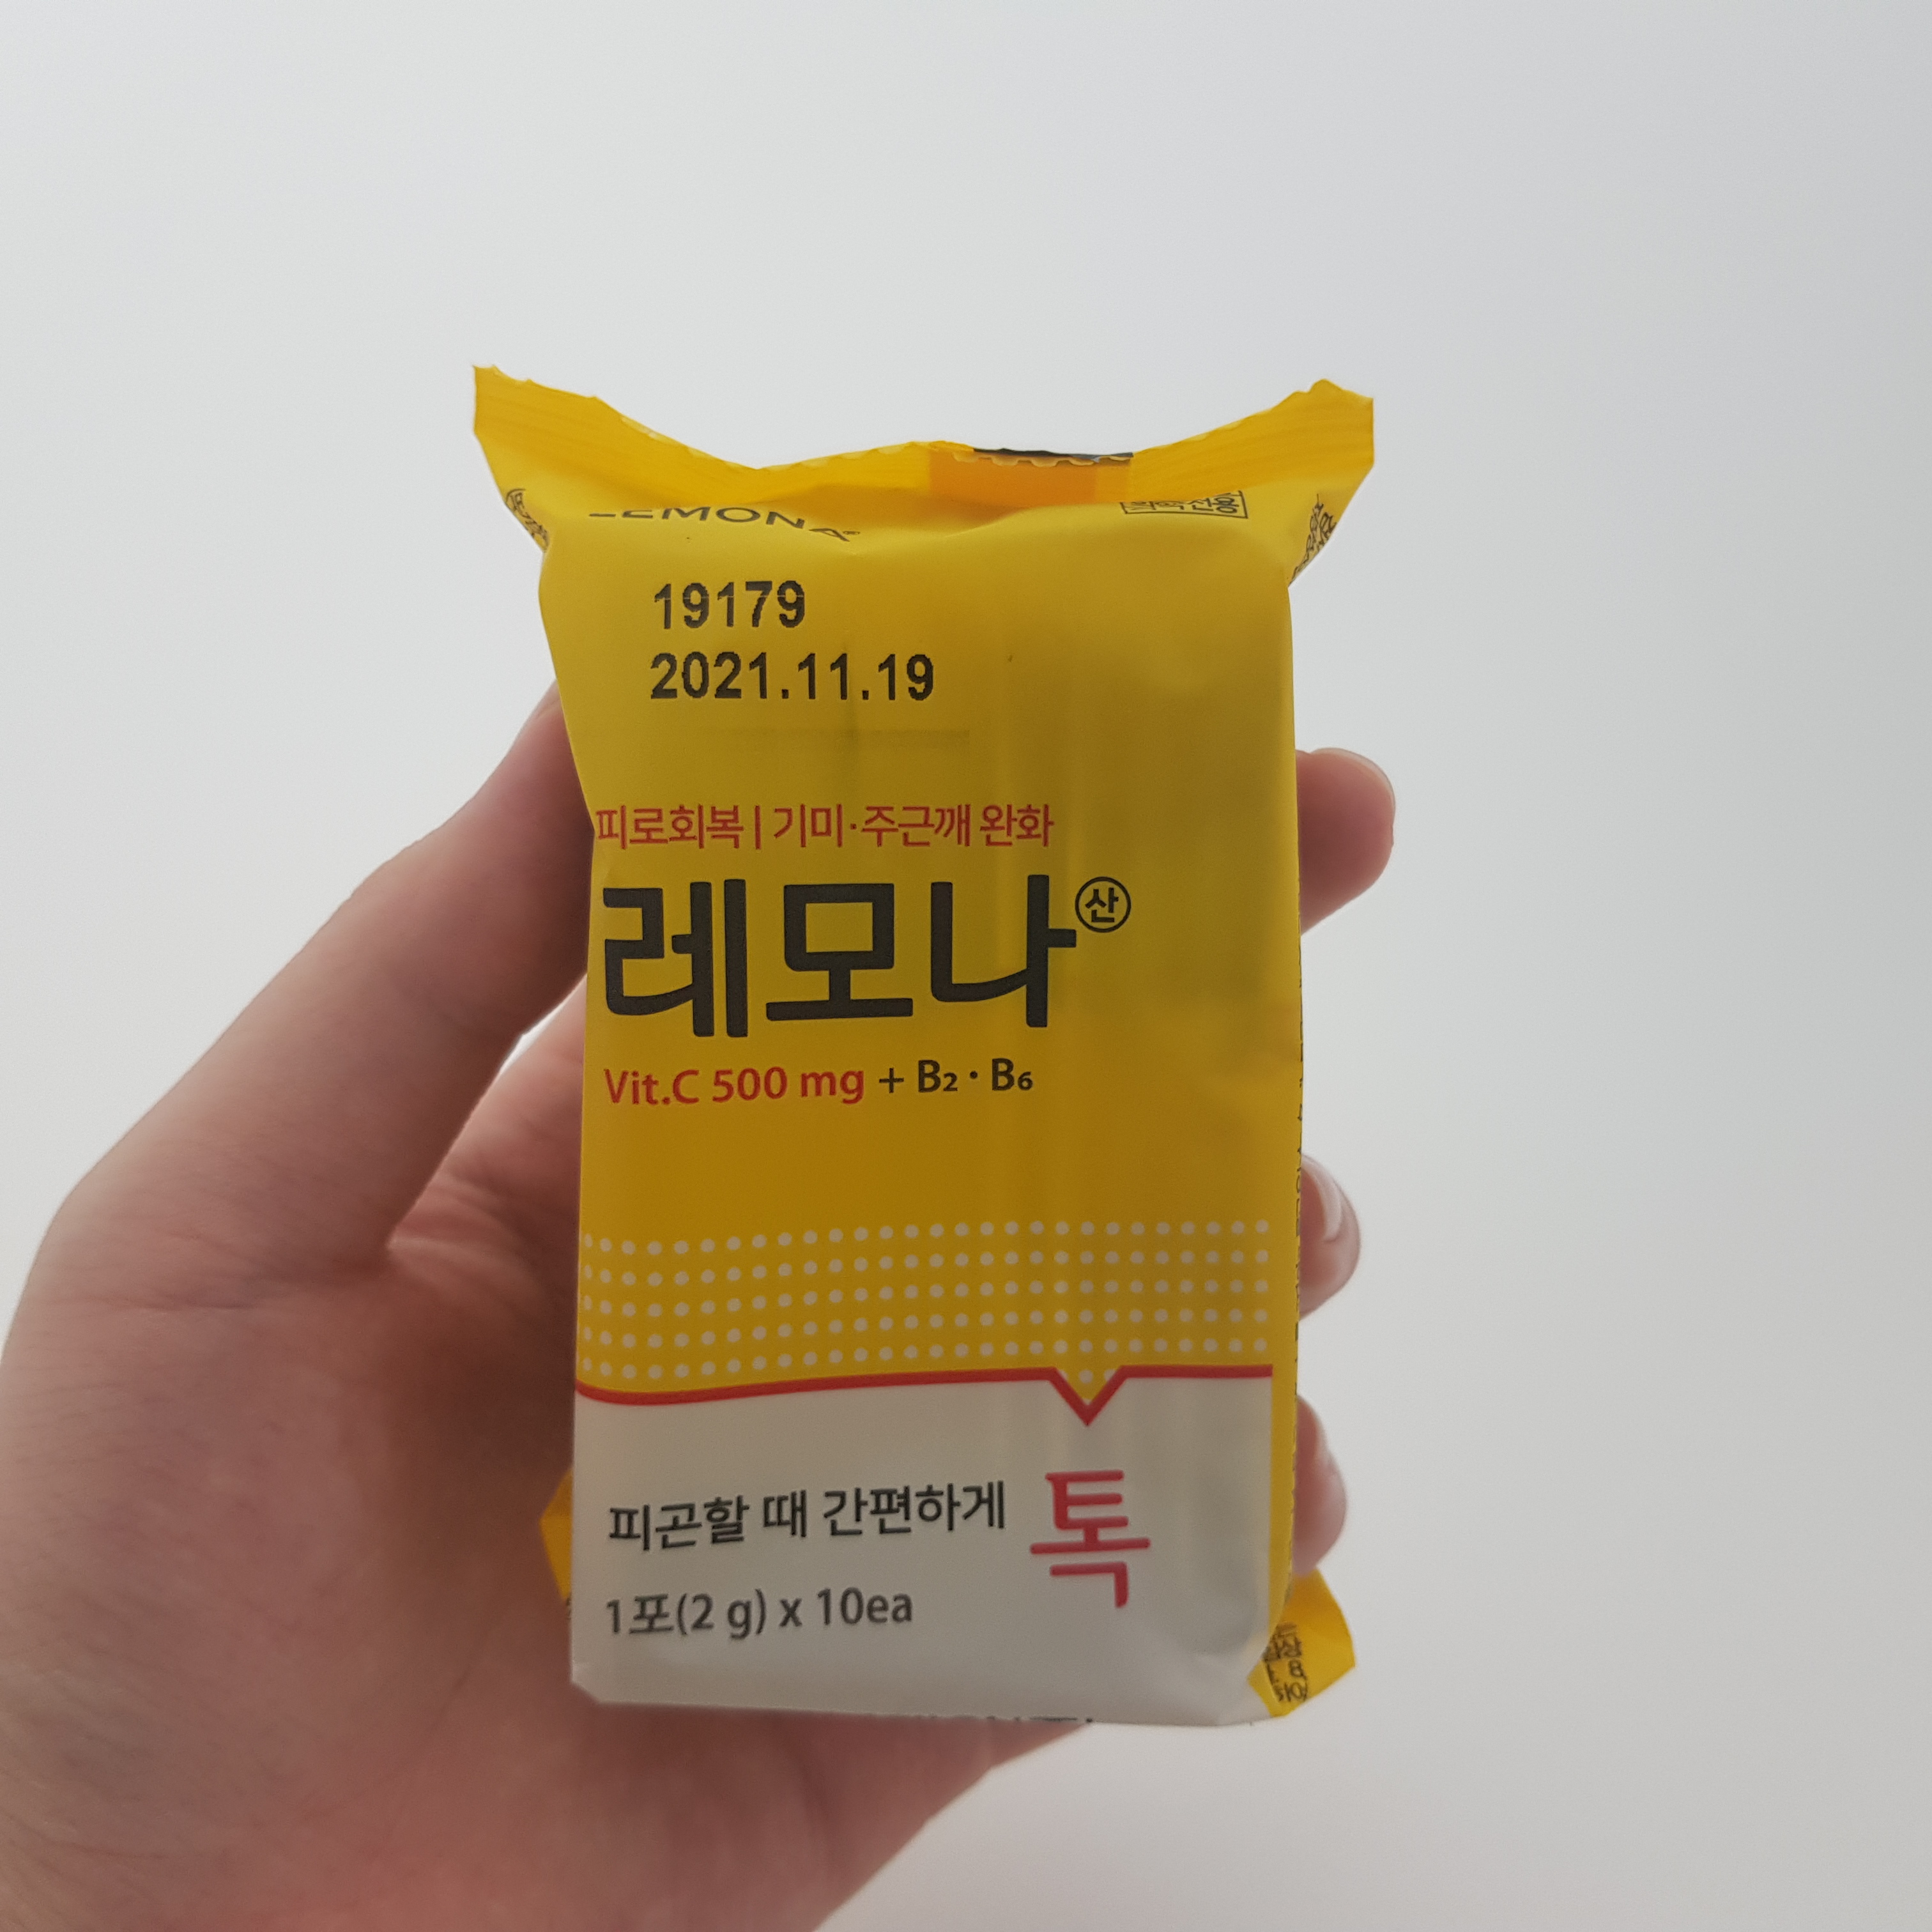 LEMONA
19179
2021.11.19
피로회복 | 기미·주근깨 완화
레모나 산
Vit.C 500 mg + B₂·B₆
피곤할 때 간편하게 톡
1포(2 g) x 10ea